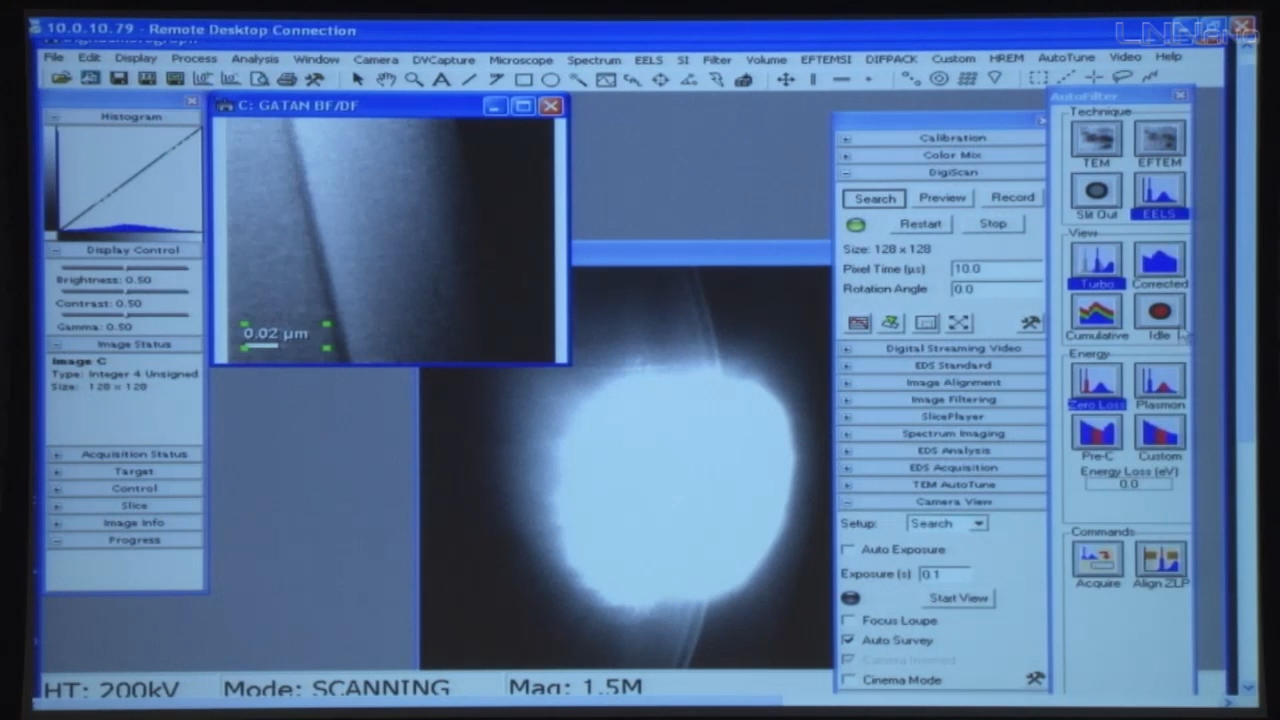 10.0.10.79 - Remote Desktop Connection
LNNano
File Edit Display Process Analysis Window Camera DVCapture Microscope Spectrum EELS SI Filter Volume EFTEMSI DIFPACK Custom HREM AutoTune Video Help
Histogram
Display Control
Brightness: 0.50
Contrast: 0.50
Gamma: 0.50
Image Status
Image C
Type: Integer 4 Unsigned
Size: 128 x 128
Acquisition Status
Target
Control
Slice
Image Info
Progress
C: GATAN BF/DF
0.02 µm
Calibration
Color Mix
DigiScan
Search Preview Record
Restart Stop
Size: 128 x 128
Pixel Time (µs) 10.0
Rotation Angle 0.0
Digital Streaming Video
EDS Standard
Image Alignment
Image Filtering
SlicePlayer
Spectrum Imaging
EDS Analysis
EDS Acquisition
TEM AutoTune
Camera View
Setup: Search
Auto Exposure
Exposure (s) 0.1
Start View
Focus Loupe
Auto Survey
Camera Inserted
Cinema Mode
AutoFilter
Technique
TEM EFTEM
Slit Out EELS
View
Turbo Corrected
Cumulative Idle
Energy
Zero Loss Plasmon
Pre-C Custom
Energy Loss (eV)
0.0
Commands
Acquire Align ZLP
HT: 200kV Mode: SCANNING Mag: 1.5M